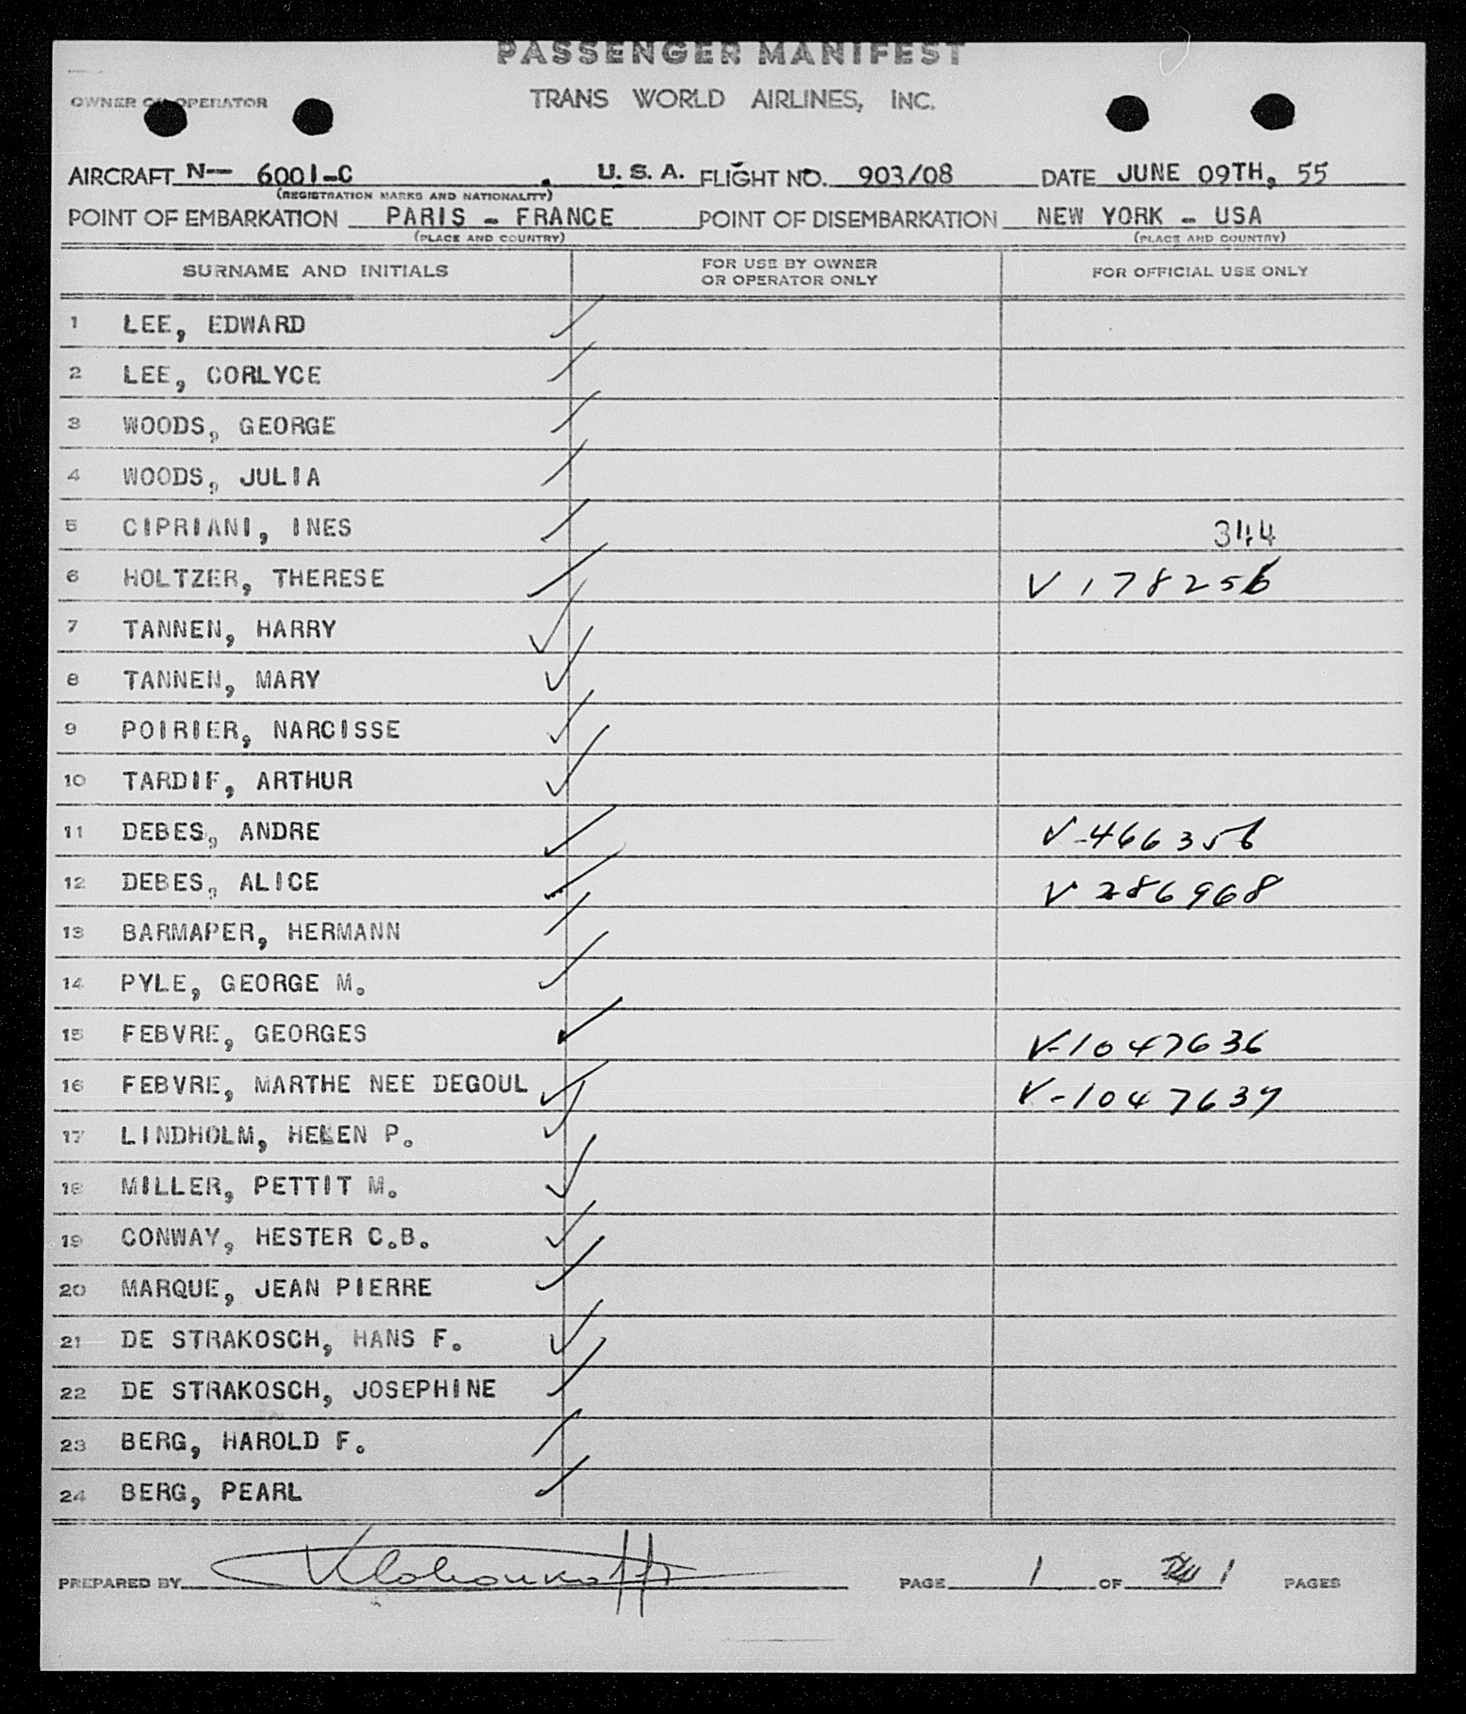 PASSENGER MANIFEST
OWNER OR OPERATOR TRANS WORLD AIRLINES, INC.
AIRCRAFT N-- 6001-C . U.S.A. FLIGHT NO. 903/08 DATE JUNE 09TH, 55
(REGISTRATION MARKS AND NATIONALITY)
POINT OF EMBARKATION PARIS - FRANCE POINT OF DISEMBARKATION NEW YORK - USA
(PLACE AND COUNTRY) (PLACE AND COUNTRY)
SURNAME AND INITIALS FOR USE BY OWNER OR OPERATOR ONLY FOR OFFICIAL USE ONLY
1 LEE, EDWARD
2 LEE, CORLYCE
3 WOODS, GEORGE
4 WOODS, JULIA
5 CIPRIANI, INES 344
6 HOLTZER, THERESE V 178256
7 TANNEN, HARRY
8 TANNEN, MARY
9 POIRIER, NARCISSE
10 TARDIF, ARTHUR
11 DEBES, ANDRE V-466356
12 DEBES, ALICE V 286968
13 BARMAPER, HERMANN
14 PYLE, GEORGE M.
15 FEBVRE, GEORGES V-1047636
16 FEBVRE, MARTHE NEE DEGOUL V-1047637
17 LINDHOLM, HELEN P.
18 MILLER, PETTIT M.
19 CONWAY, HESTER C.B.
20 MARQUE, JEAN PIERRE
21 DE STRAKOSCH, HANS F.
22 DE STRAKOSCH, JOSEPHINE
23 BERG, HAROLD F.
24 BERG, PEARL
PREPARED BY PAGE 1 OF 1 PAGES